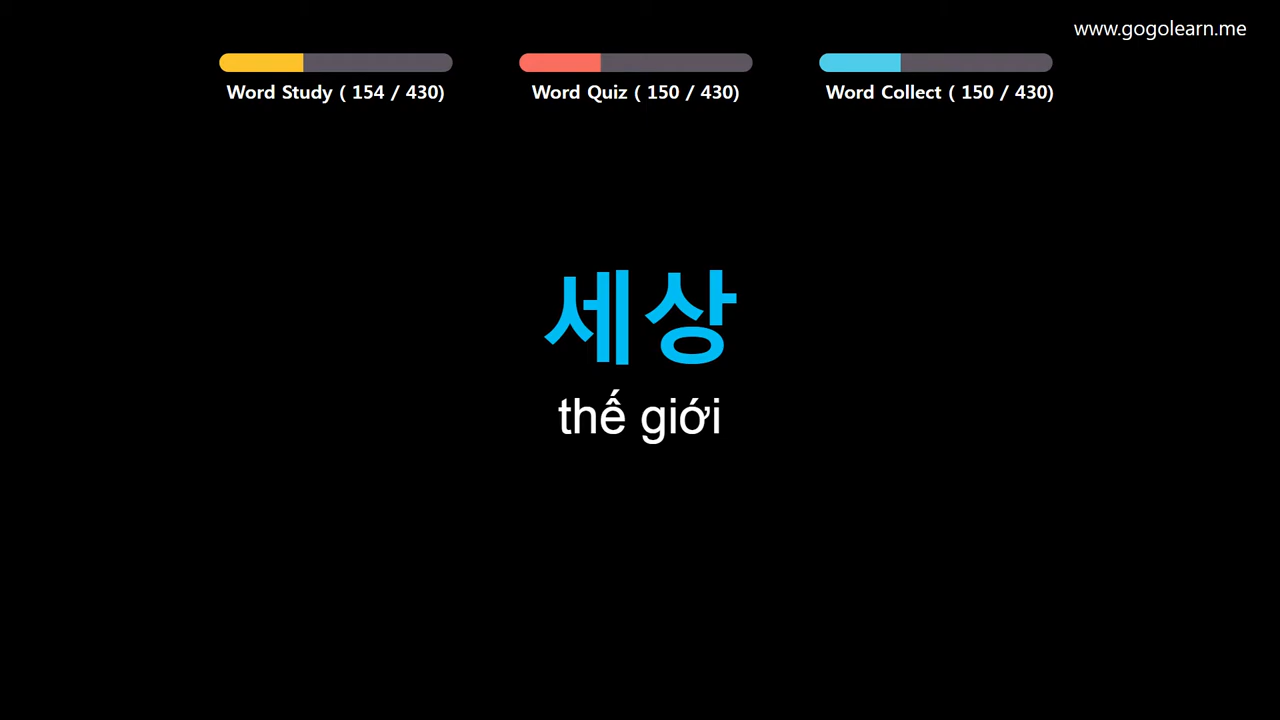 www.gogolearn.me
Word Study ( 154 / 430)
Word Quiz ( 150 / 430)
Word Collect ( 150 / 430)
세상
thế giới